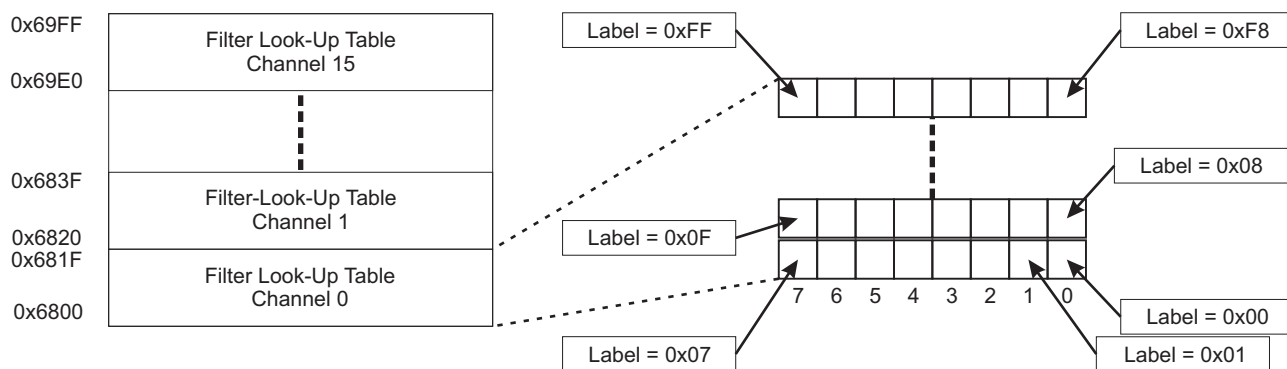 0x69FF
Filter Look-Up Table
Channel 15
0x69E0
0x683F
Filter-Look-Up Table
Channel 1
0x6820
0x681F
Filter Look-Up Table
Channel 0
0x6800
Label = 0xFF
Label = 0xF8
Label = 0x08
Label = 0x0F
7 6 5 4 3 2 1 0
Label = 0x00
Label = 0x07
Label = 0x01